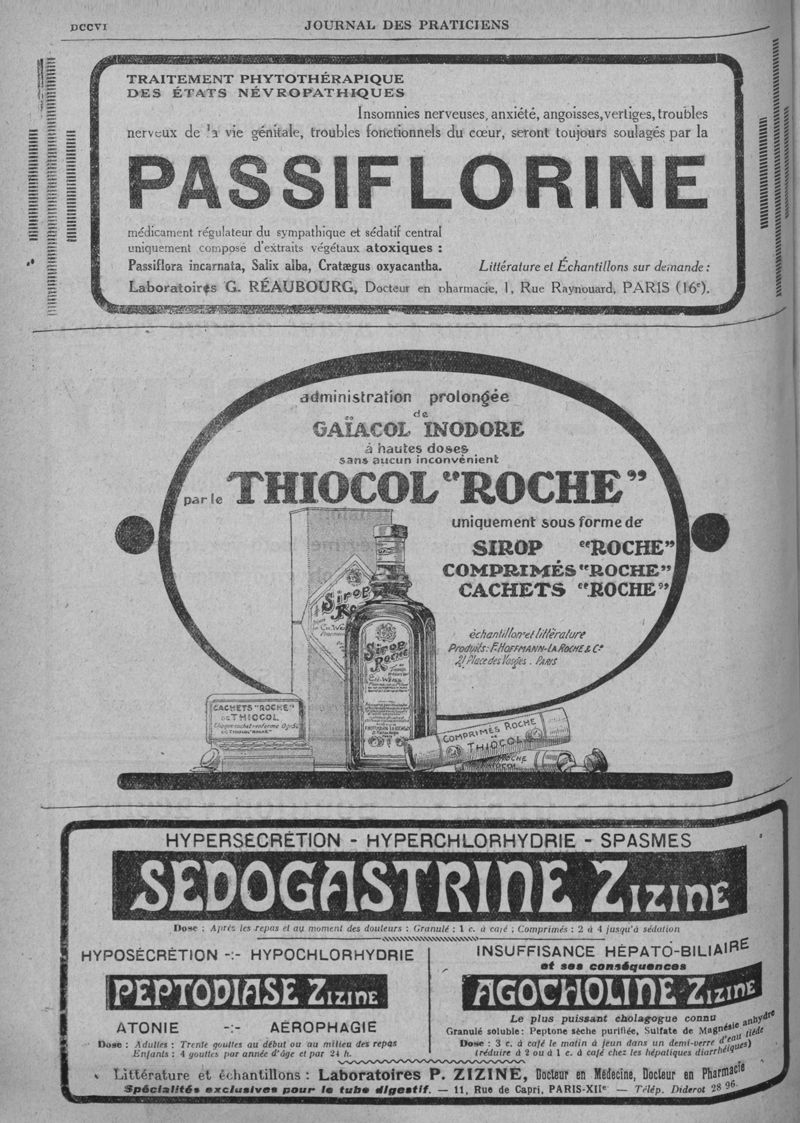 DCCVI
JOURNAL DES PRATICIENS
TRAITEMENT PHYTOTHÉRAPIQUE
DES ÉTATS NÉVROPATHIQUES
Insomnies nerveuses, anxiété, angoisses, vertiges, troubles
nerveux de la vie génitale, troubles fonctionnels du cœur, seront toujours soulagés par la
PASSIFLORINE
médicament régulateur du sympathique et sédatif central
uniquement composé d'extraits végétaux atoxiques :
Passiflora incarnata, Salix alba, Cratægus oxyacantha.
Littérature et Échantillons sur demande :
Laboratoires G. RÉAUBOURG, Docteur en pharmacie, 1, Rue Raynouard, PARIS (16e).
administration prolongée
de
GAÏACOL INODORE
à hautes doses
sans aucun inconvénient
par le THIOCOL "ROCHE"
uniquement sous forme de
SIROP "ROCHE"
COMPRIMÉS "ROCHE"
CACHETS "ROCHE"
échantillon et littérature
Produits: F. HOFFMANN-LA ROCHE & Cie
21 Place des Vosges. PARIS
Sirop
Ro
Sirop
Roche
CACHETS "ROCHE"
DE THIOCOL
DE THIOCOL "ROCHE"
COMPRIMÉS ROCHE
THIOCOL
ROCHE
HYPERSÉCRÉTION - HYPERCHLORHYDRIE - SPASMES
SÉDOGASTRINE ZIZINE
Dose : Après les repas et au moment des douleurs : Granulé : 1 c. à café ; Comprimés : 2 à 4 jusqu'à sédation
HYPOSÉCRÉTION -:- HYPOCHLORHYDRIE
PEPTODIASE ZIZINE
ATONIE -:- AÉROPHAGIE
Dose : Adultes : Trente gouttes au début ou au milieu des repas
Enfants : 4 gouttes par année d'âge et par 24 h.
INSUFFISANCE HÉPATO-BILIAIRE
et ses conséquences
AGOCHOLINE ZIZINE
Le plus puissant cholagogue connu
Granulé soluble : Peptone sèche purifiée, Sulfate de Magnésie anhydre
Dose : 3 c. à café le matin à jeun dans un demi-verre d'eau tiède
(réduire à 2 ou à 1 c. à café chez les hépatiques diarrhéiques)
Littérature et échantillons : Laboratoires P. ZIZINE, Docteur en Médecine, Docteur en Pharmacie
Spécialités exclusives pour le tube digestif. — 11, Rue de Capri, PARIS-XIIe — Télép. Diderot 28 96